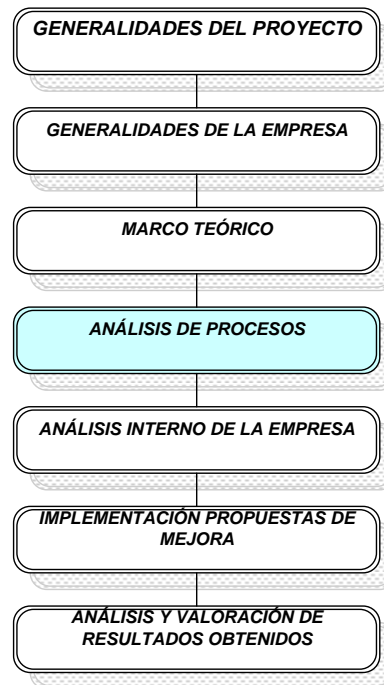 GENERALIDADES DEL PROYECTO
GENERALIDADES DE LA EMPRESA
MARCO TEÓRICO
ANÁLISIS DE PROCESOS
ANÁLISIS INTERNO DE LA EMPRESA
IMPLEMENTACIÓN PROPUESTAS DE
MEJORA
ANÁLISIS Y VALORACIÓN DE
RESULTADOS OBTENIDOS